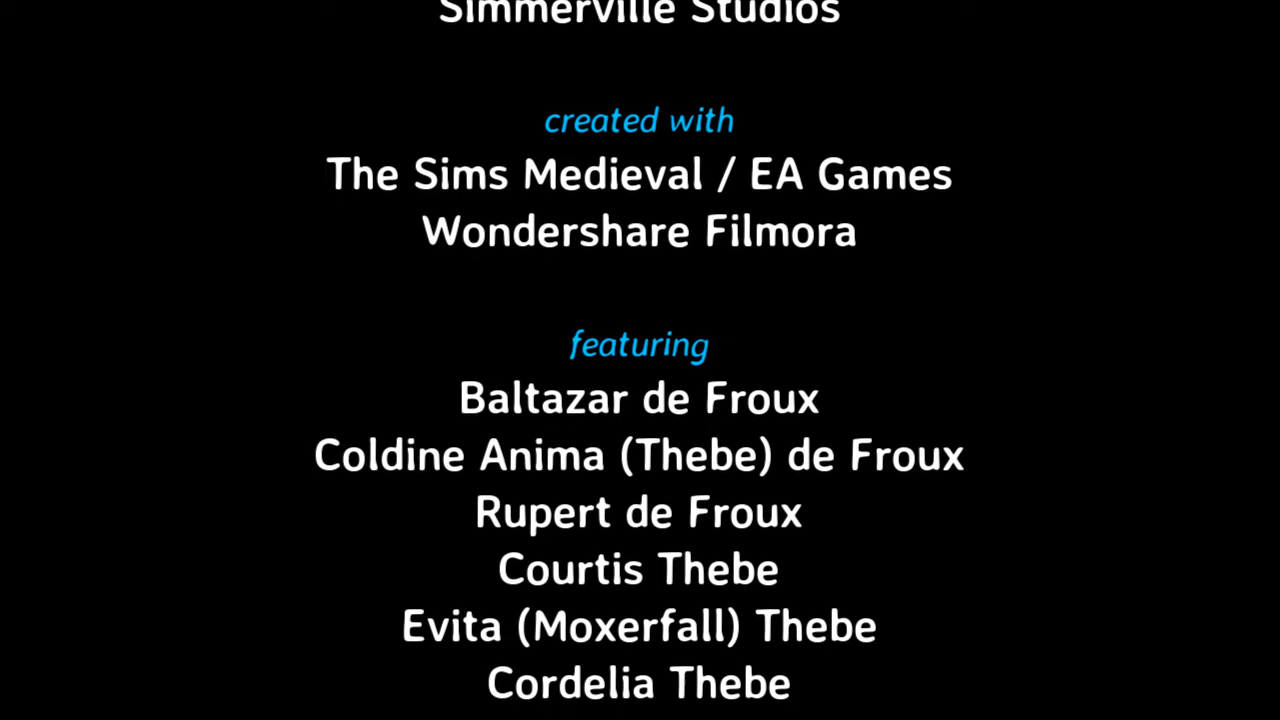 Simmerville Studios
created with
The Sims Medieval / EA Games
Wondershare Filmora
featuring
Baltazar de Froux
Coldine Anima (Thebe) de Froux
Rupert de Froux
Courtis Thebe
Evita (Moxerfall) Thebe
Cordelia Thebe